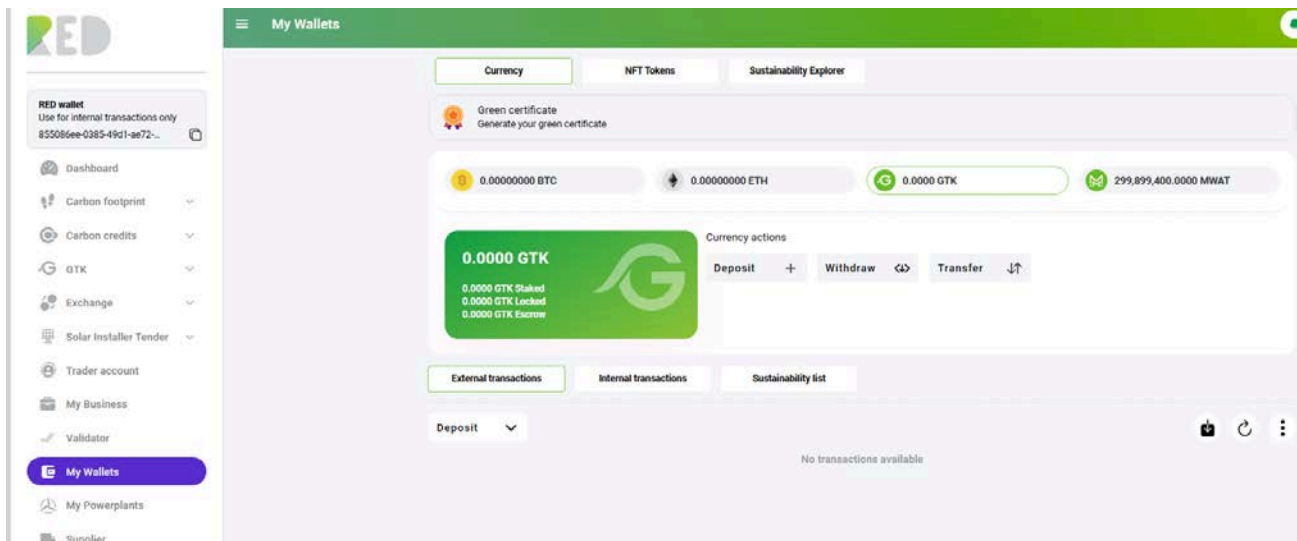 RED
My Wallets
RED wallet
Use for internal transactions only
855086ee-0385-49d1-ae72-...
Dashboard
Carbon footprint
Carbon credits
GTK
Exchange
Solar Installer Tender
Trader account
My Business
Validator
My Wallets
My Powerplants
Supplier
Currency NFT Tokens Sustainability Explorer
Green certificate
Generate your green certificate
0.00000000 BTC 0.00000000 ETH 0.0000 GTK 299,899,400.0000 MWAT
0.0000 GTK
0.0000 GTK Staked
0.0000 GTK Locked
0.0000 GTK Escrow
Currency actions
Deposit Withdraw Transfer
External transactions Internal transactions Sustainability list
Deposit
No transactions available